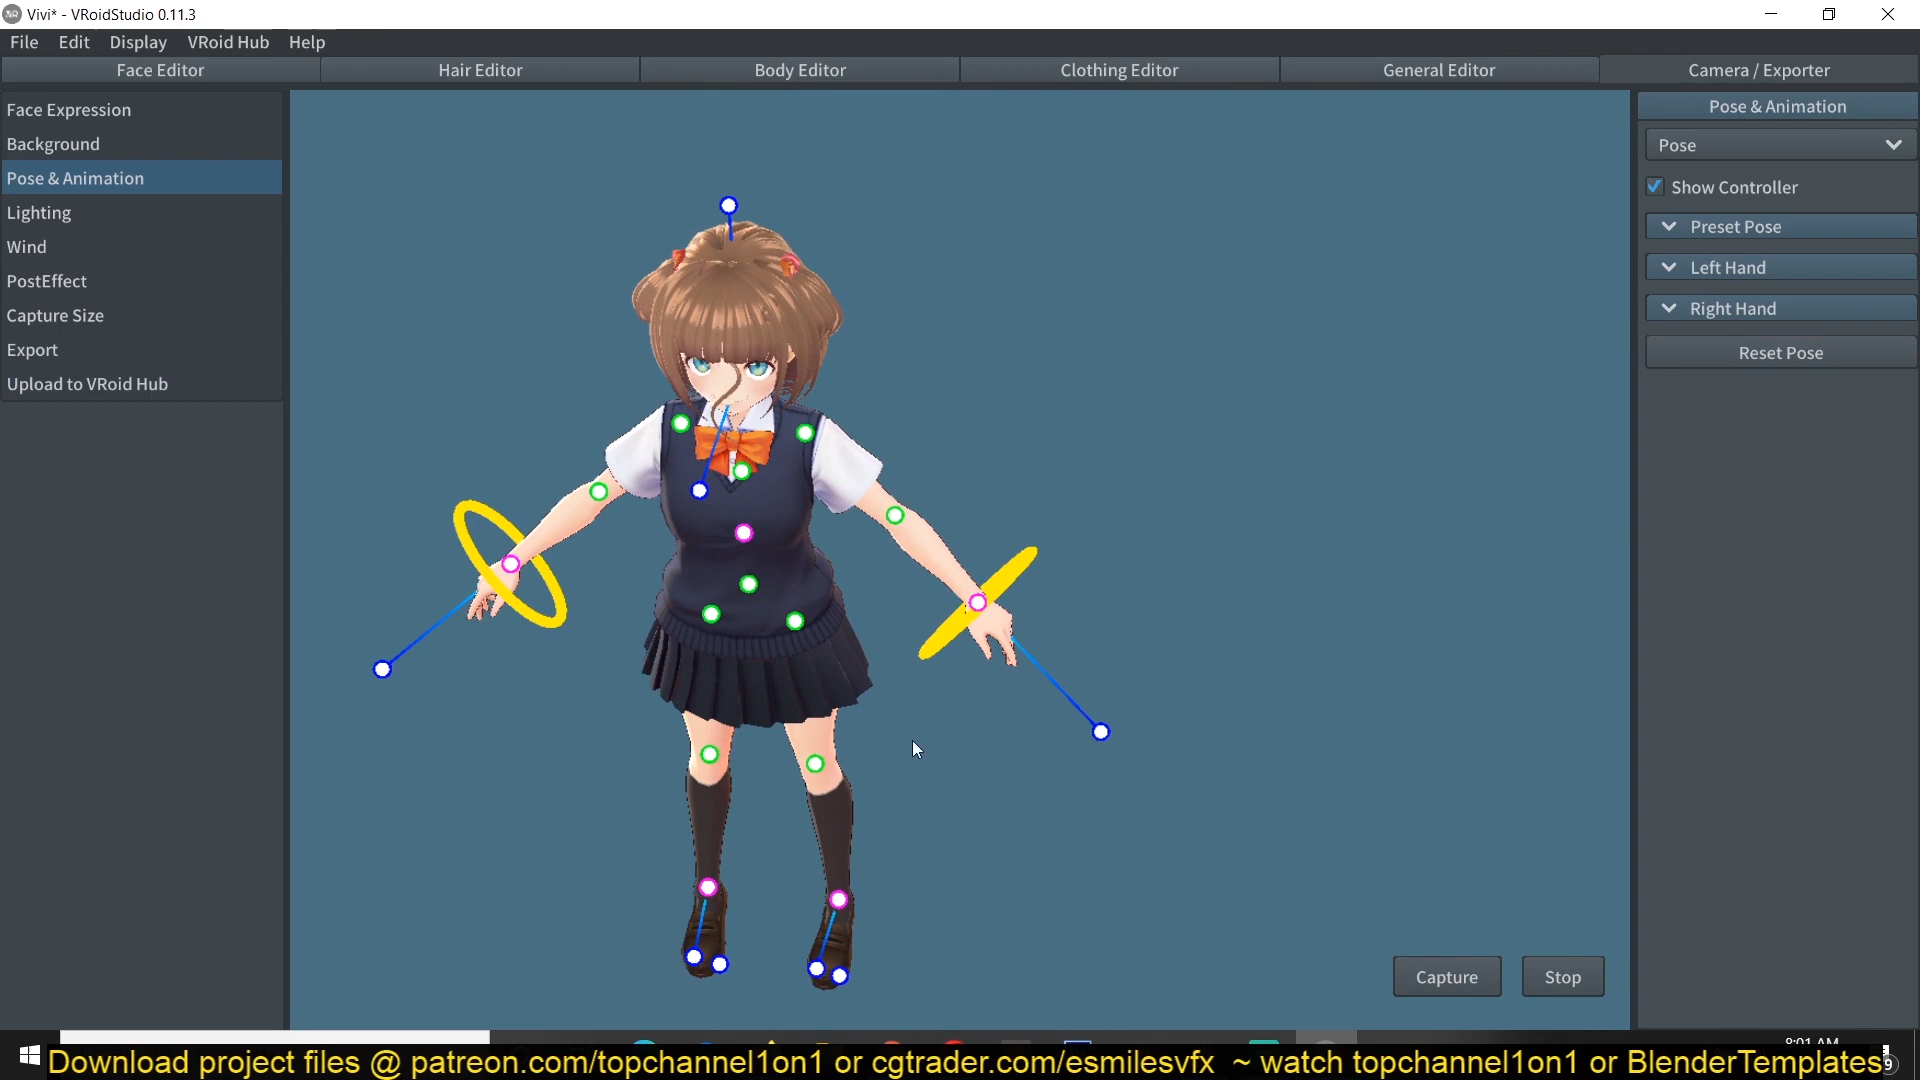 Vivi* - VRoidStudio 0.11.3
File Edit Display VRoid Hub Help
Face Editor Hair Editor Body Editor Clothing Editor General Editor Camera / Exporter
Face Expression
Background
Pose & Animation
Lighting
Wind
PostEffect
Capture Size
Export
Upload to VRoid Hub
Pose & Animation
Pose
Show Controller
Preset Pose
Left Hand
Right Hand
Reset Pose
Capture Stop
8:01 AM
Download project files @ patreon.com/topchannel1on1 or cgtrader.com/esmilesvfx ~ watch topchannel1on1 or BlenderTemplates